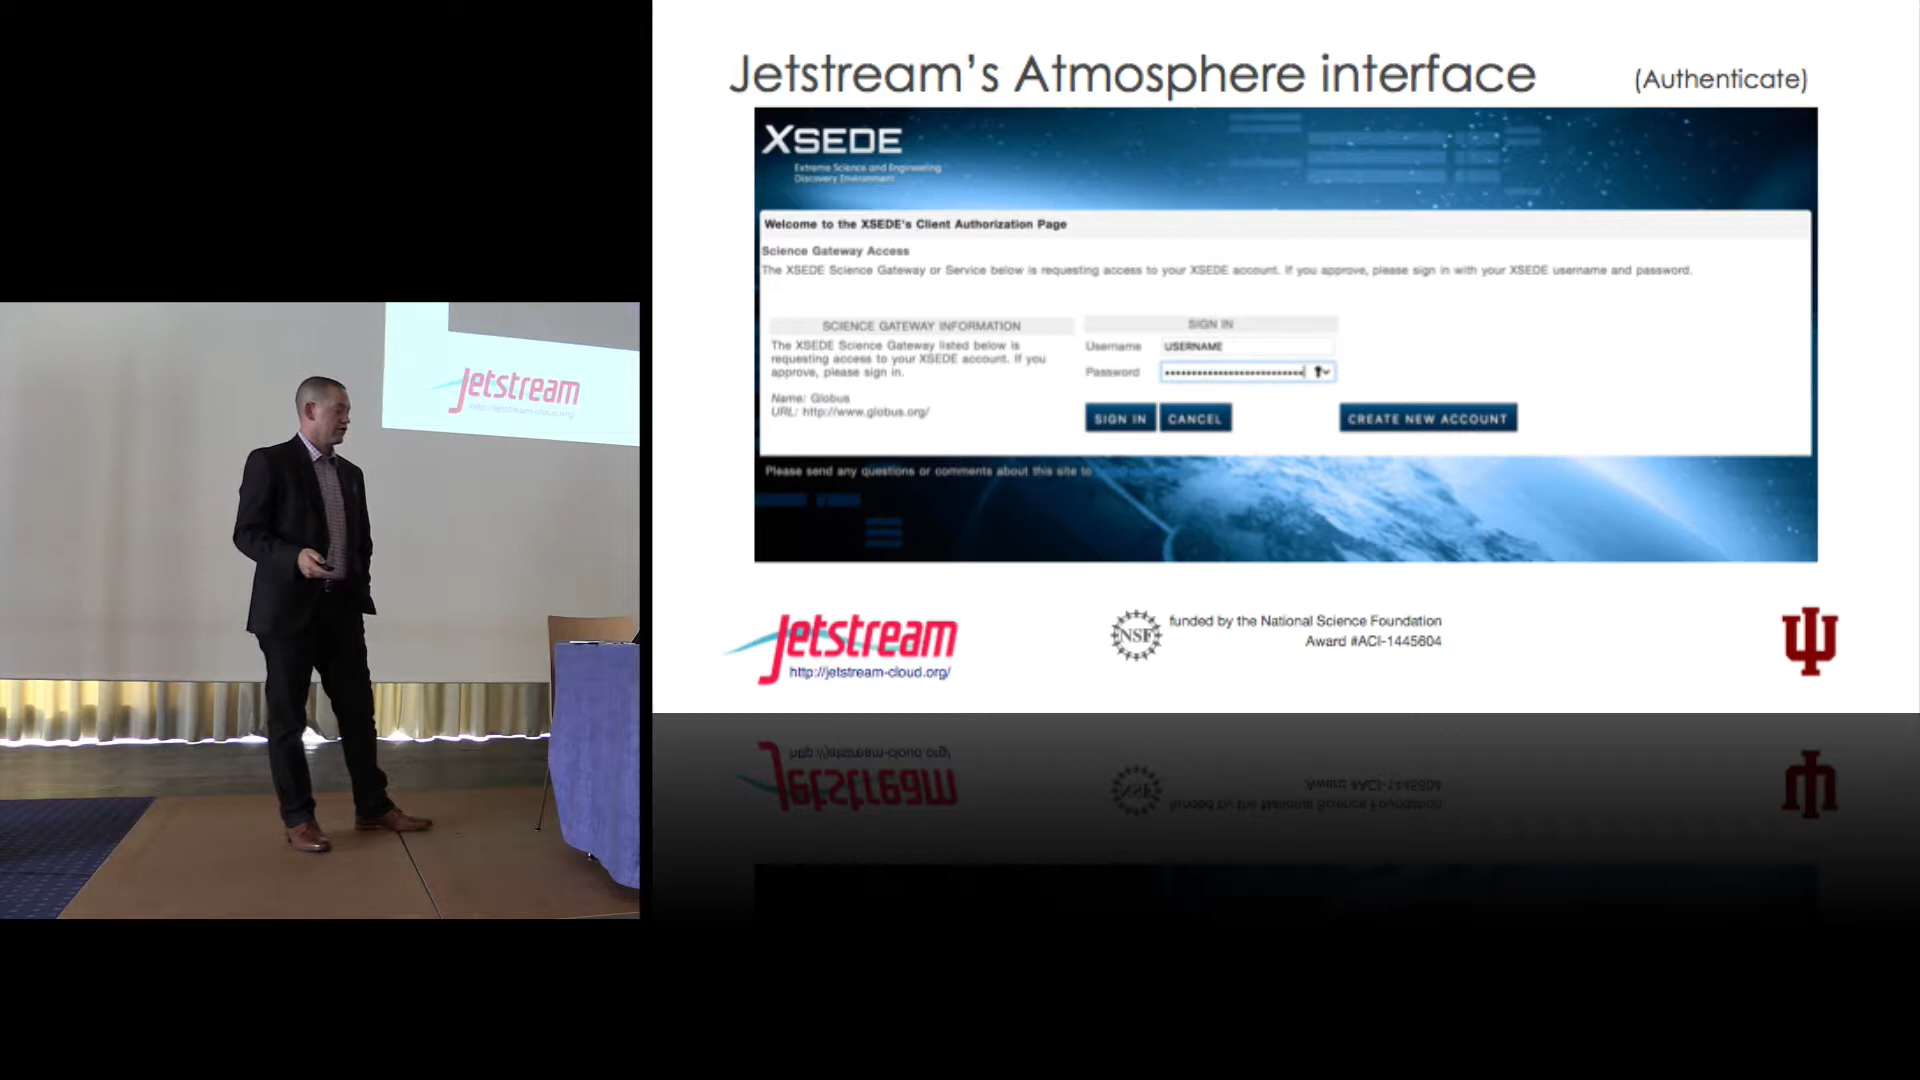 Jetstream's Atmosphere interface
(Authenticate)
XSEDE
Extreme Science and Engineering
Discovery Environment
Welcome to the XSEDE's Client Authorization Page
Science Gateway Access
The XSEDE Science Gateway or Service below is requesting access to your XSEDE account. If you approve, please sign in with your XSEDE username and password.
SCIENCE GATEWAY INFORMATION
The XSEDE Science Gateway listed below is
requesting access to your XSEDE account. If you
approve, please sign in.
Name: Globus
URL: http://www.globus.org/
SIGN IN
Username USERNAME
Password
SIGN IN CANCEL CREATE NEW ACCOUNT
Please send any questions or comments about this site to
Jetstream
http://jetstream-cloud.org/
NSF
funded by the National Science Foundation
Award #ACI-1445604
Jetstream
http://jetstream-cloud.org/